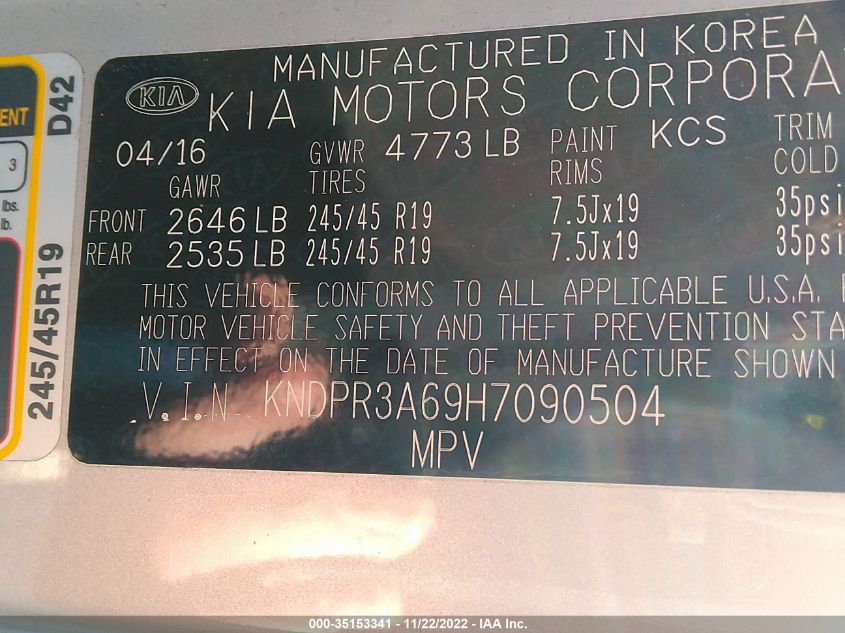 MANUFACTURED IN KOREA
KIA KIA MOTORS CORPORA
04/16 GVWR 4773 LB PAINT KCS TRIM
GAWR TIRES RIMS COLD
FRONT 2646 LB 245/45 R19 7.5Jx19 35psi
REAR 2535 LB 245/45 R19 7.5Jx19 35psi
THIS VEHICLE CONFORMS TO ALL APPLICABLE U.S.A.
MOTOR VEHICLE SAFETY AND THEFT PREVENTION STA
IN EFFECT ON THE DATE OF MANUFACTURE SHOWN
V.I.N KNDPR3A69H7090504
MPV
ENT
3
lbs.
lb.
245/45R19 D42
000-35153341 - 11/22/2022 - IAA Inc.